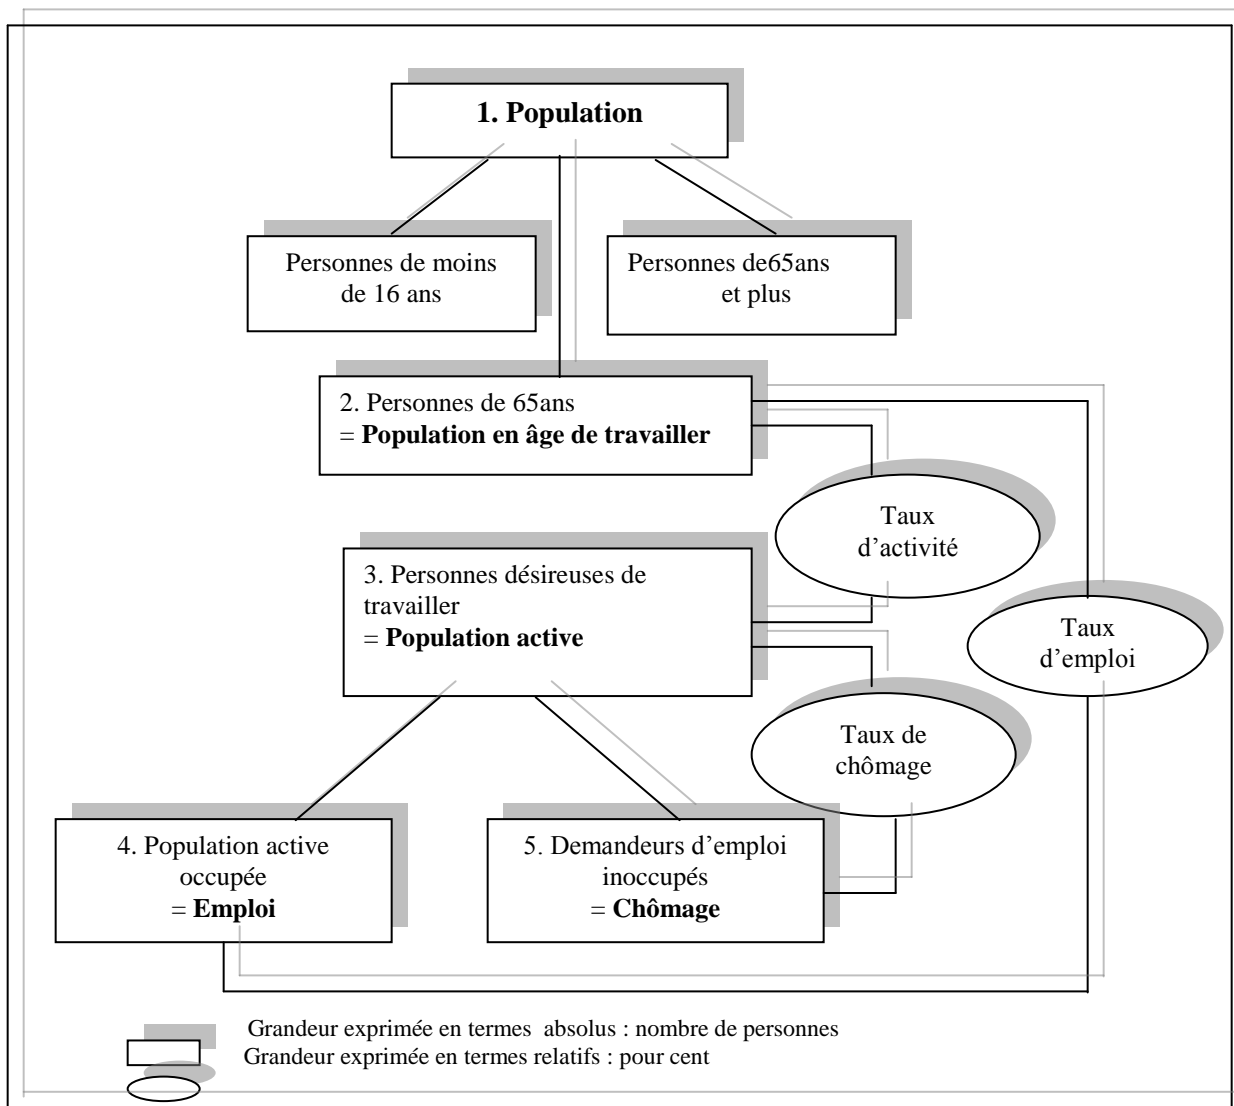 1. Population
Personnes de moins
de 16 ans
Personnes de65ans
et plus
2. Personnes de 65ans
= Population en âge de travailler
Taux
d’activité
3. Personnes désireuses de
travailler
= Population active
Taux
d’emploi
Taux de
chômage
4. Population active
occupée
= Emploi
5. Demandeurs d’emploi
inoccupés
= Chômage
Grandeur exprimée en termes absolus : nombre de personnes
Grandeur exprimée en termes relatifs : pour cent